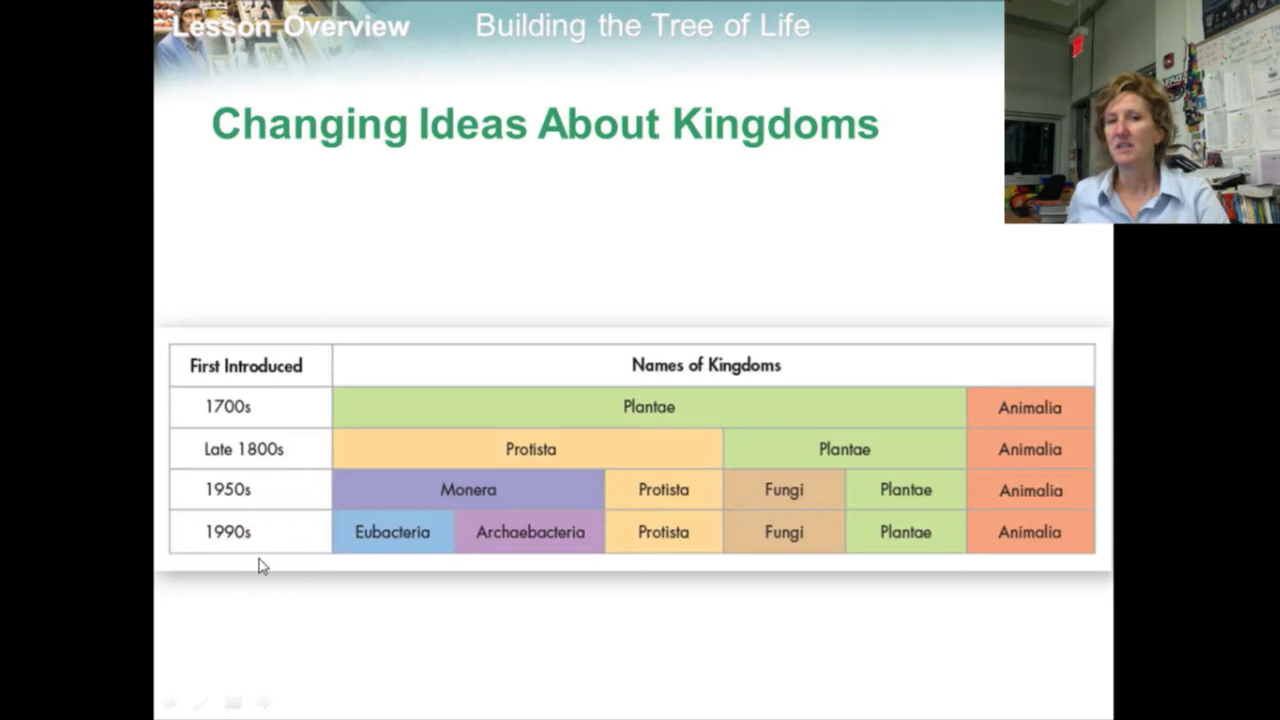 Lesson Overview Building the Tree of Life
Changing Ideas About Kingdoms
First Introduced Names of Kingdoms
1700s Plantae Animalia
Late 1800s Protista Plantae Animalia
1950s Monera Protista Fungi Plantae Animalia
1990s Eubacteria Archaebacteria Protista Fungi Plantae Animalia